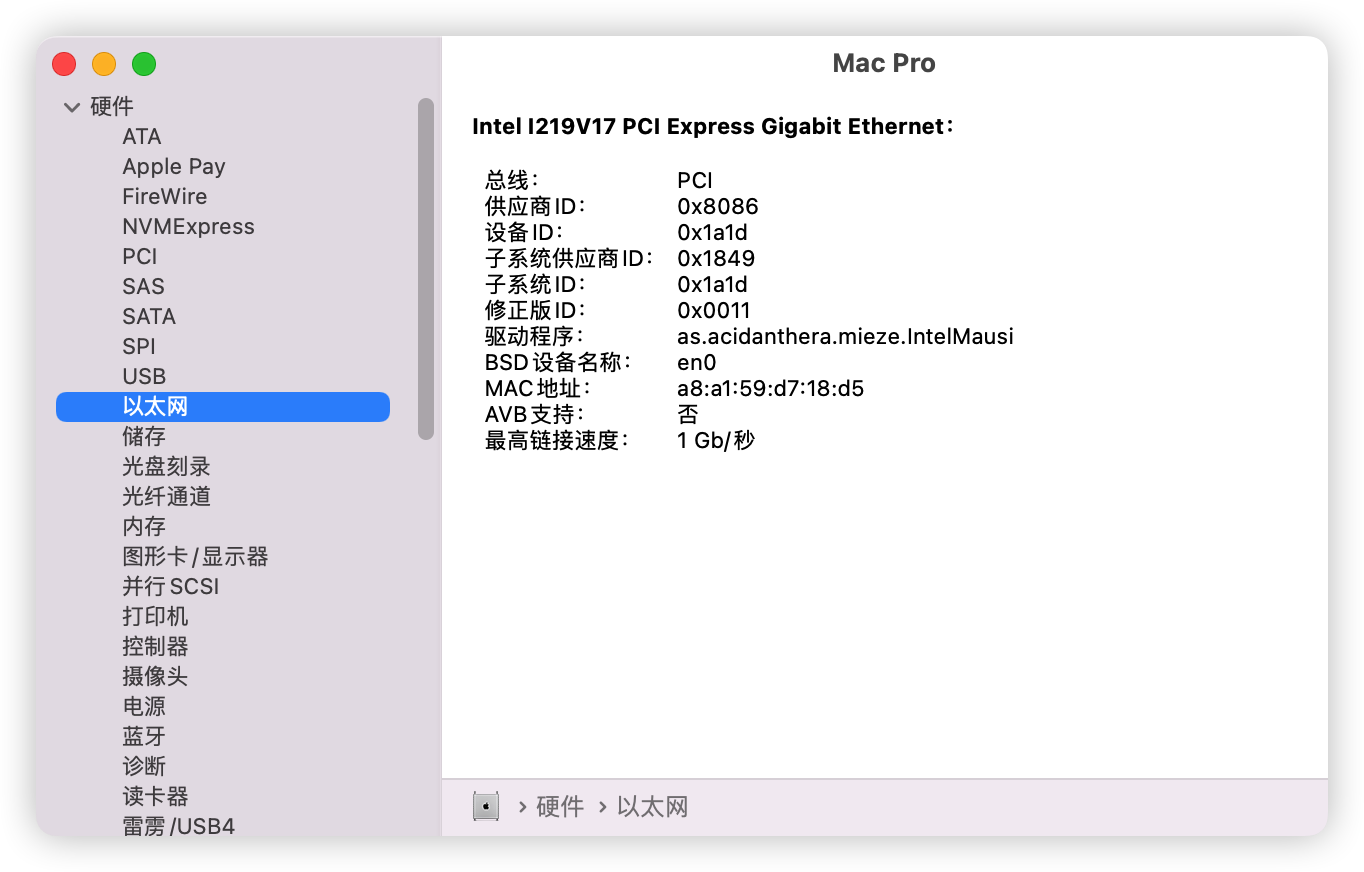 Mac Pro
硬件
ATA
Apple Pay
FireWire
NVMExpress
PCI
SAS
SATA
SPI
USB
以太网
储存
光盘刻录
光纤通道
内存
图形卡/显示器
并行SCSI
打印机
控制器
摄像头
电源
蓝牙
诊断
读卡器
雷雳/USB4
Intel I219V17 PCI Express Gigabit Ethernet:
总线: PCI
供应商ID: 0x8086
设备ID: 0x1a1d
子系统供应商ID: 0x1849
子系统ID: 0x1a1d
修正版ID: 0x0011
驱动程序: as.acidanthera.mieze.IntelMausi
BSD设备名称: en0
MAC地址: a8:a1:59:d7:18:d5
AVB支持: 否
最高链接速度: 1 Gb/秒
› 硬件 › 以太网